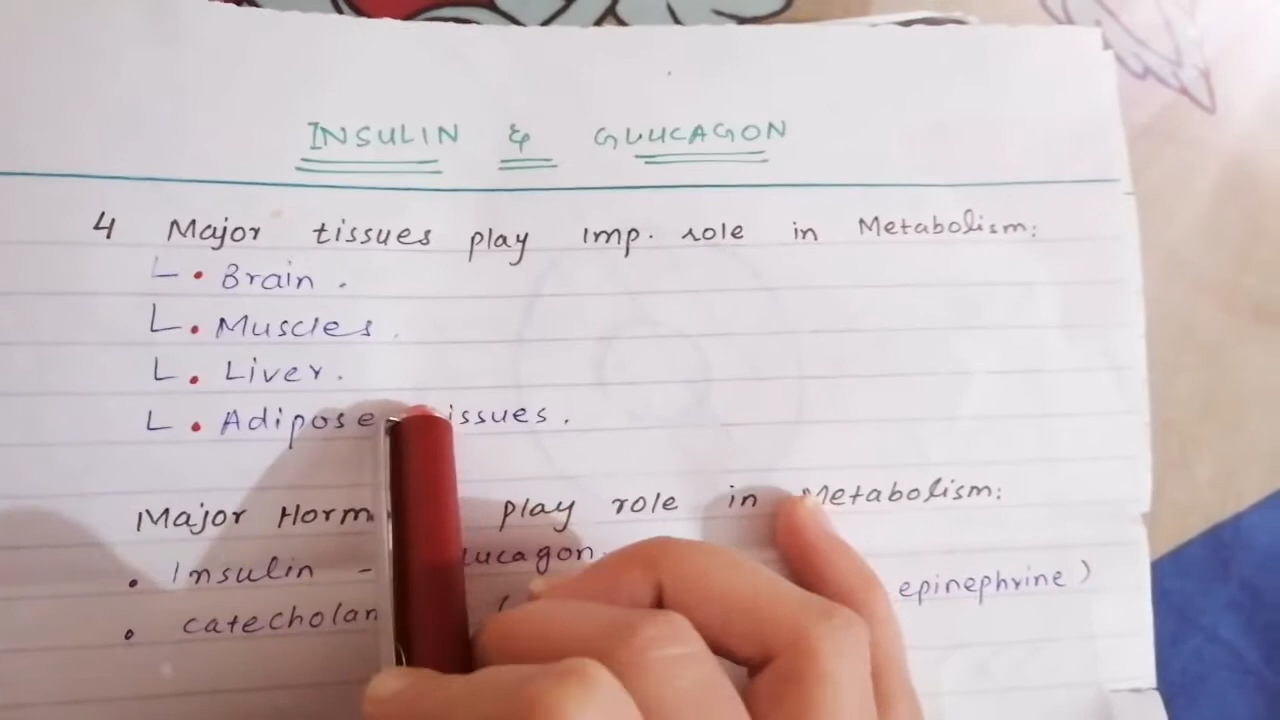 INSULIN & GLUCAGON
4 Major tissues play imp. role in Metabolism:
Brain.
Muscles.
Liver.
Adipose issues.
Major Horm play role in Metabolism:
Insulin - lucagon.
catecholan ( epinephrine)